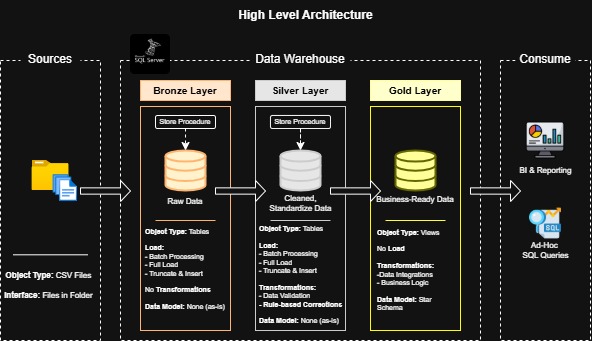 High Level Architecture
Sources
SQL Server
Data Warehouse
Consume
Bronze Layer
Silver Layer
Gold Layer
Store Procedure
Store Procedure
Raw Data
Cleaned,
Standardize Data
Business-Ready Data
BI & Reporting
SQL
Ad-Hoc
SQL Queries
Object Type: CSV Files
Interface: Files in Folder
Object Type: Tables
Load:
- Batch Processing
- Full Load
- Truncate & Insert
No Transformations
Data Model: None (as-is)
Object Type: Tables
Load:
- Batch Processing
- Full Load
- Truncate & Insert
Transformations:
- Data Validation
- Rule-based Corrections
Data Model: None (as-is)
Object Type: Views
No Load
Transformations:
-Data Integrations
- Business Logic
Data Model: Star
Schema